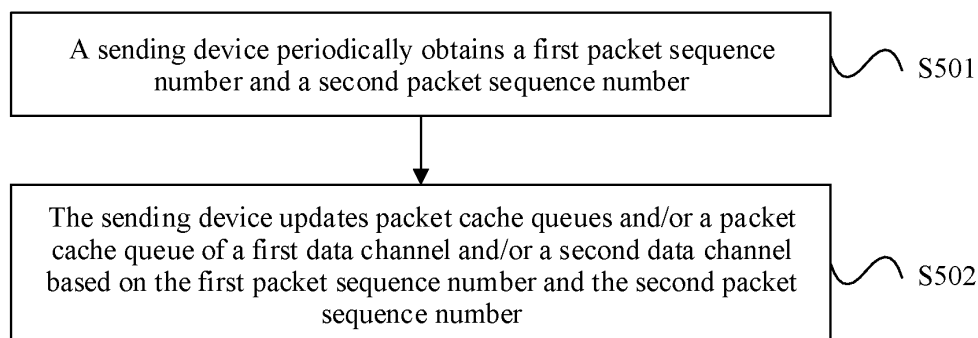 A sending device periodically obtains a first packet sequence
number and a second packet sequence number
S501
The sending device updates packet cache queues and/or a packet
cache queue of a first data channel and/or a second data channel
based on the first packet sequence number and the second packet
sequence number
S502